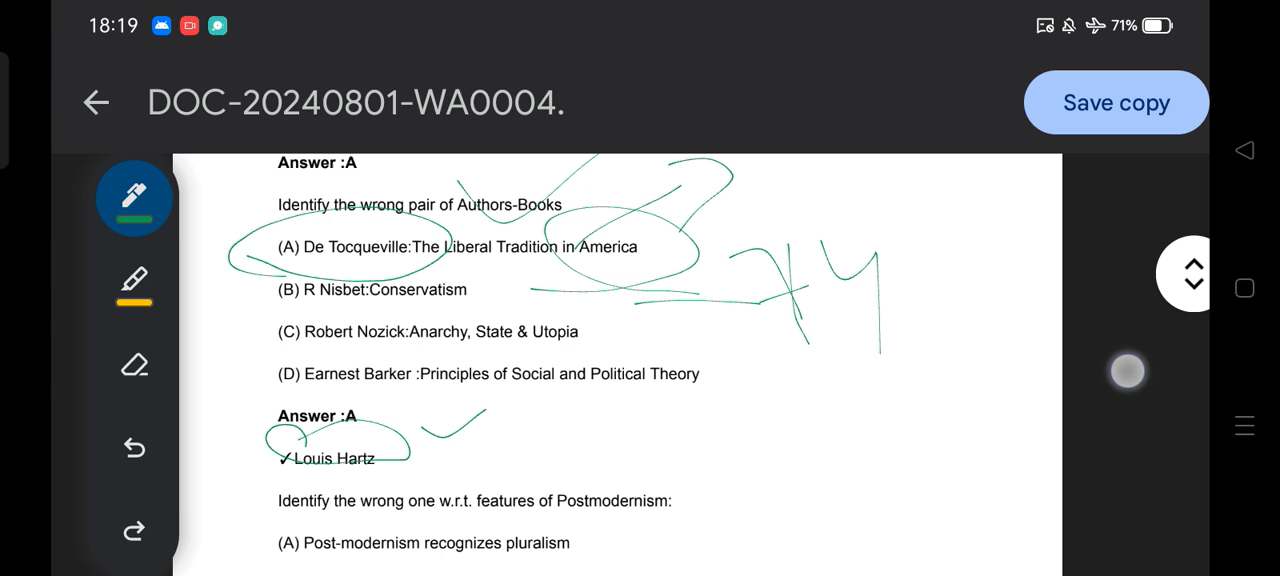 18:19 71%
DOC-20240801-WA0004.
Save copy
Answer :A
Identify the wrong pair of Authors-Books
(A) De Tocqueville:The Liberal Tradition in America
(B) R Nisbet:Conservatism
(C) Robert Nozick:Anarchy, State & Utopia
(D) Earnest Barker :Principles of Social and Political Theory
Answer :A
✓Louis Hartz
Identify the wrong one w.r.t. features of Postmodernism:
(A) Post-modernism recognizes pluralism